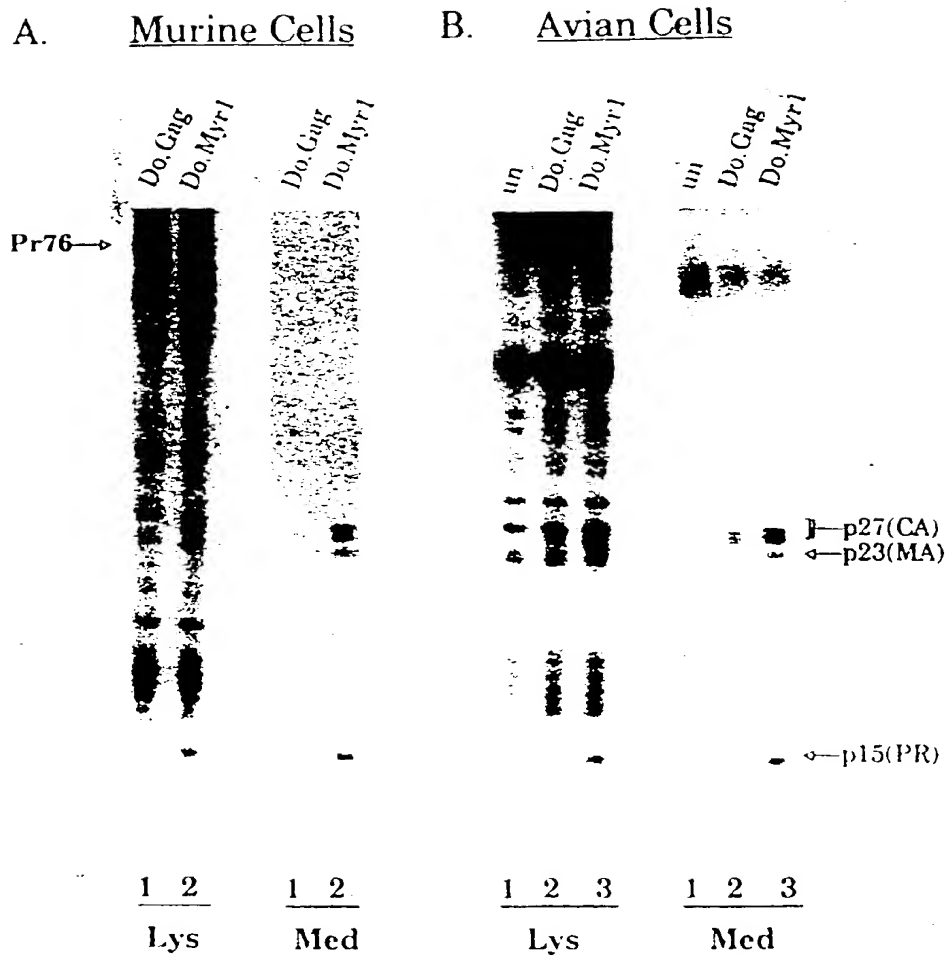 A. Murine Cells
B. Avian Cells
Do.Gag Do.Myr1 Do.Gag Do.Myr1
un Do.Gag Do.Myr1 un Do.Gag Do.Myr1
Pr76
p27(CA)
p23(MA)
p15(PR)
1 2 1 2 1 2 3 1 2 3
Lys Med Lys Med